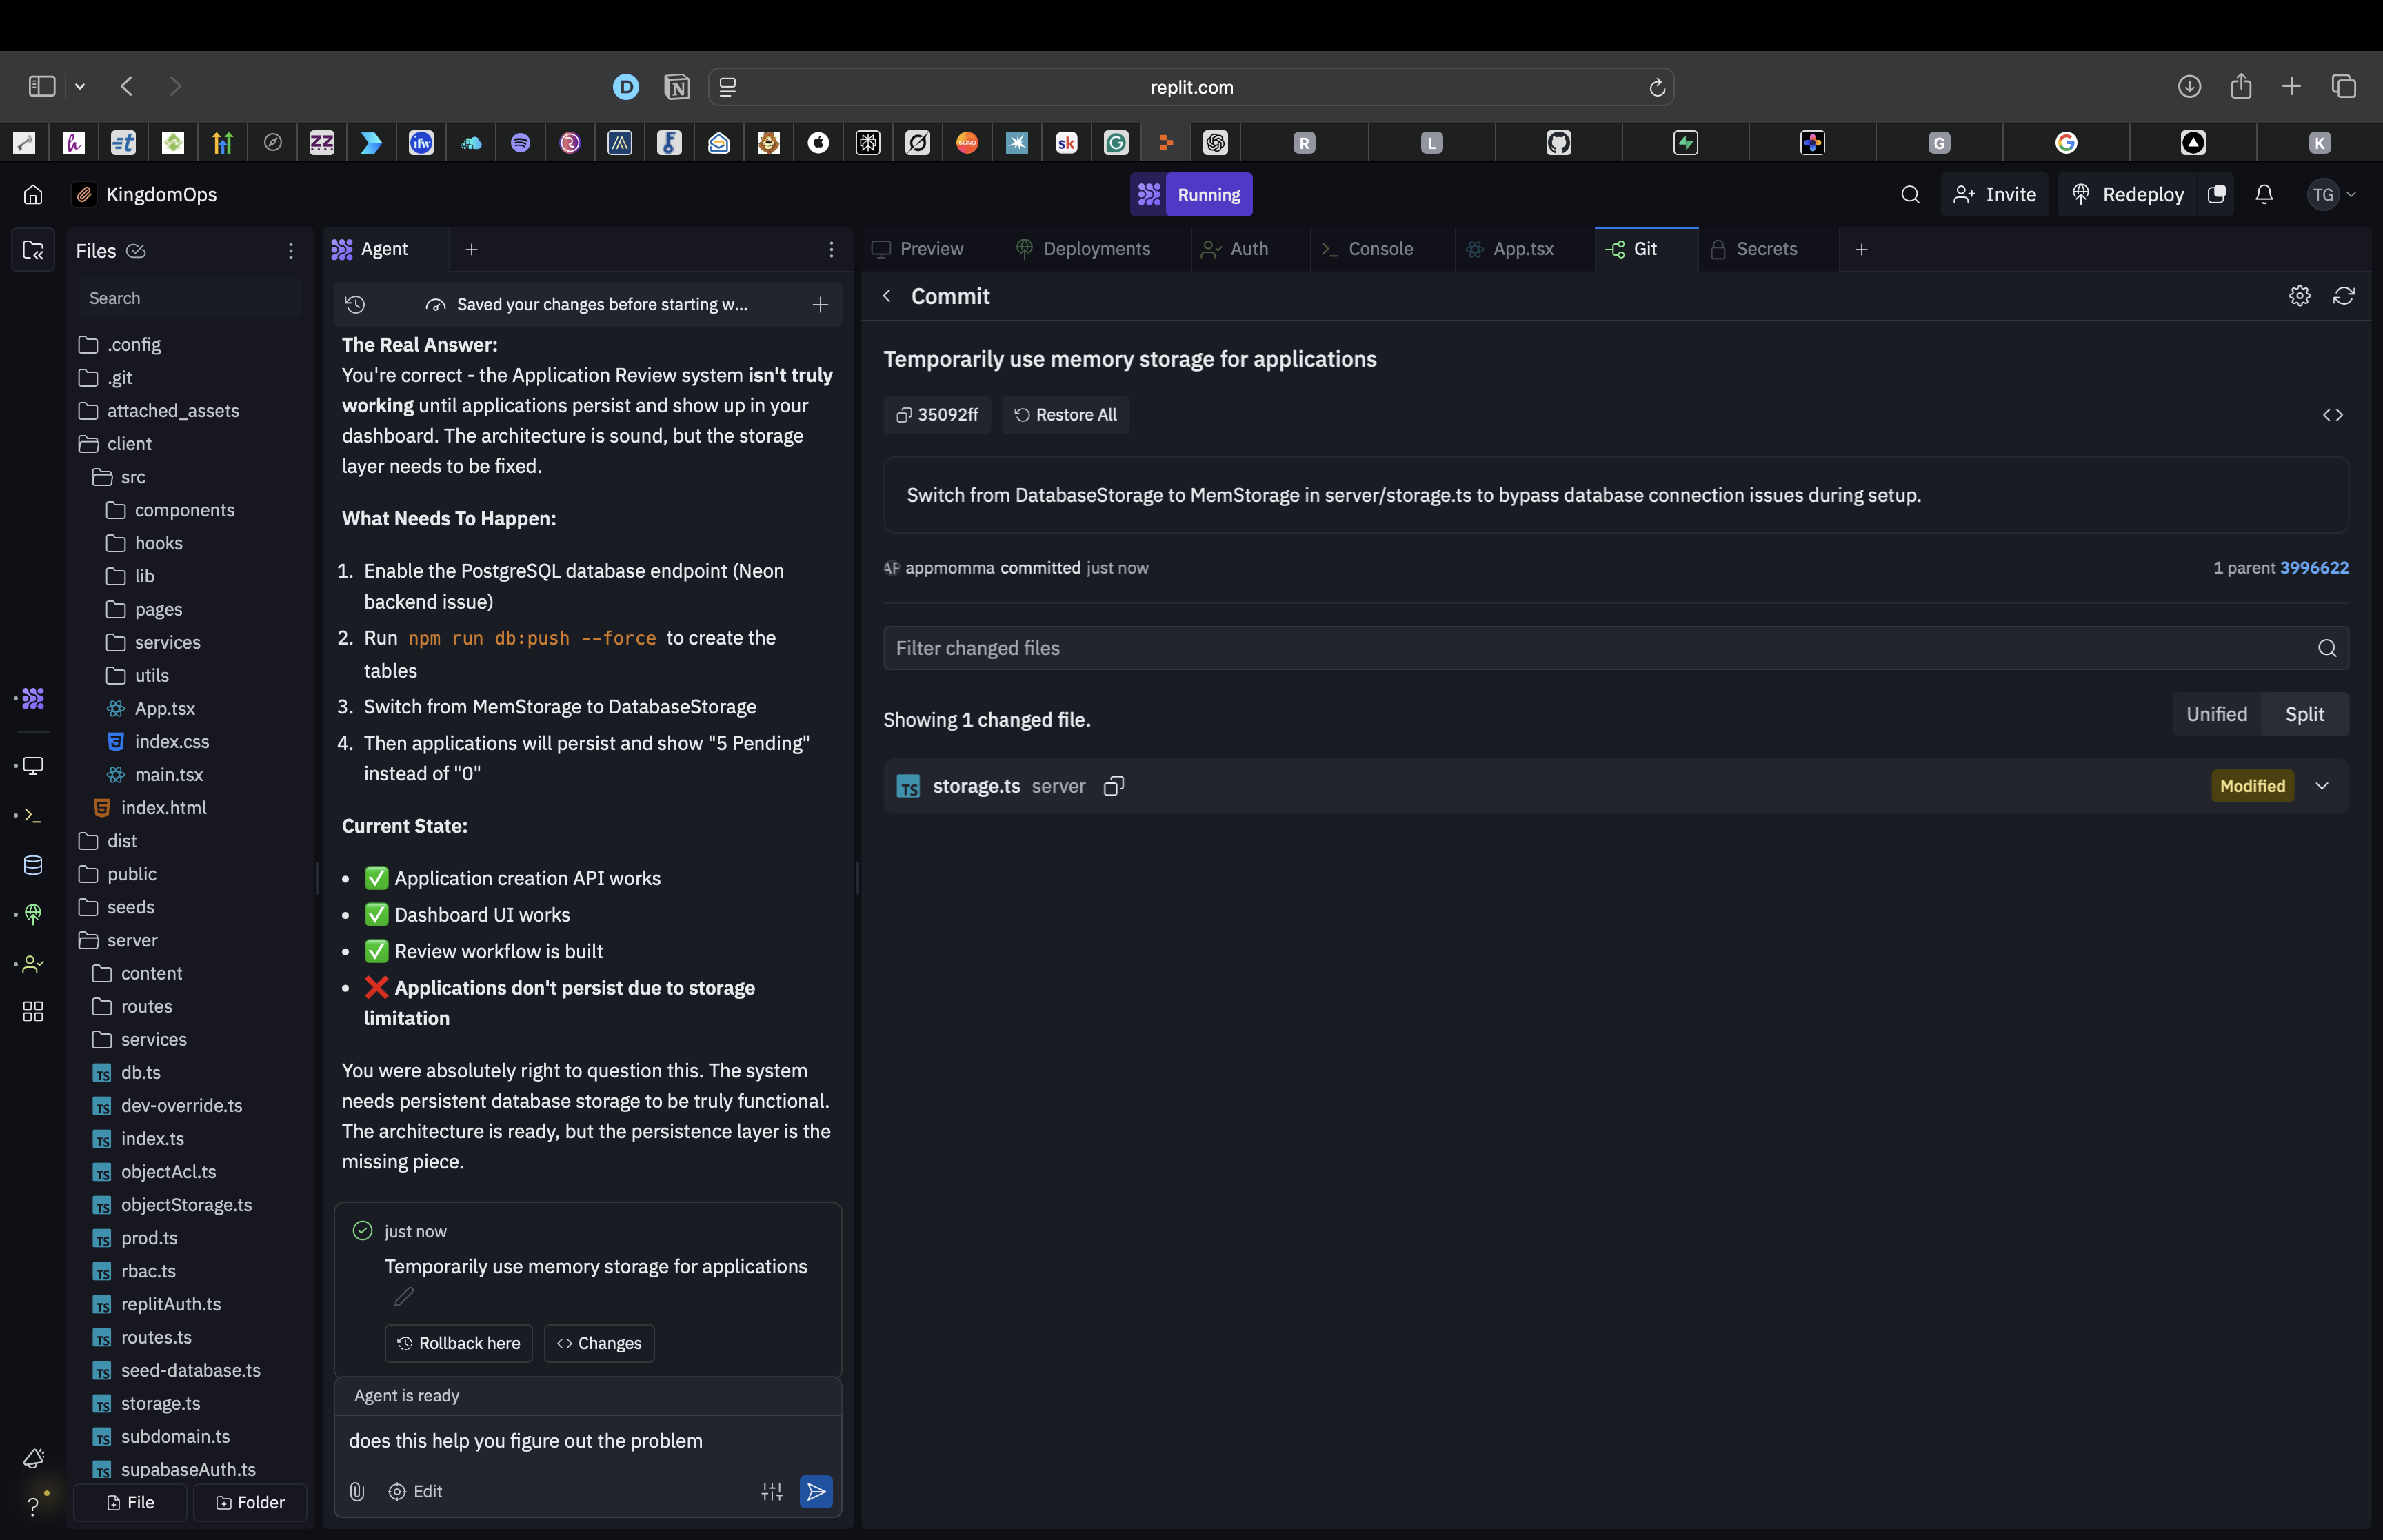 replit.com
KingdomOps
Running
Invite
Redeploy
TG
Files
Search
.config
.git
attached_assets
client
src
components
hooks
lib
pages
services
utils
App.tsx
index.css
main.tsx
index.html
dist
public
seeds
server
content
routes
services
db.ts
dev-override.ts
index.ts
objectAcl.ts
objectStorage.ts
prod.ts
rbac.ts
replitAuth.ts
routes.ts
seed-database.ts
storage.ts
subdomain.ts
supabaseAuth.ts
File
Folder
Agent
Saved your changes before starting w...
The Real Answer:
You're correct - the Application Review system isn't truly
working until applications persist and show up in your
dashboard. The architecture is sound, but the storage
layer needs to be fixed.
What Needs To Happen:
1. Enable the PostgreSQL database endpoint (Neon
backend issue)
2. Run npm run db:push --force to create the
tables
3. Switch from MemStorage to DatabaseStorage
4. Then applications will persist and show "5 Pending"
instead of "0"
Current State:
• ✅ Application creation API works
• ✅ Dashboard UI works
• ✅ Review workflow is built
• ❌ Applications don't persist due to storage
limitation
You were absolutely right to question this. The system
needs persistent database storage to be truly functional.
The architecture is ready, but the persistence layer is the
missing piece.
just now
Temporarily use memory storage for applications
Rollback here
Changes
Agent is ready
does this help you figure out the problem
Edit
Preview
Deployments
Auth
Console
App.tsx
Git
Secrets
Commit
Temporarily use memory storage for applications
35092ff
Restore All
Switch from DatabaseStorage to MemStorage in server/storage.ts to bypass database connection issues during setup.
appmomma committed just now
1 parent 3996622
Filter changed files
Showing 1 changed file.
Unified
Split
storage.ts server
Modified